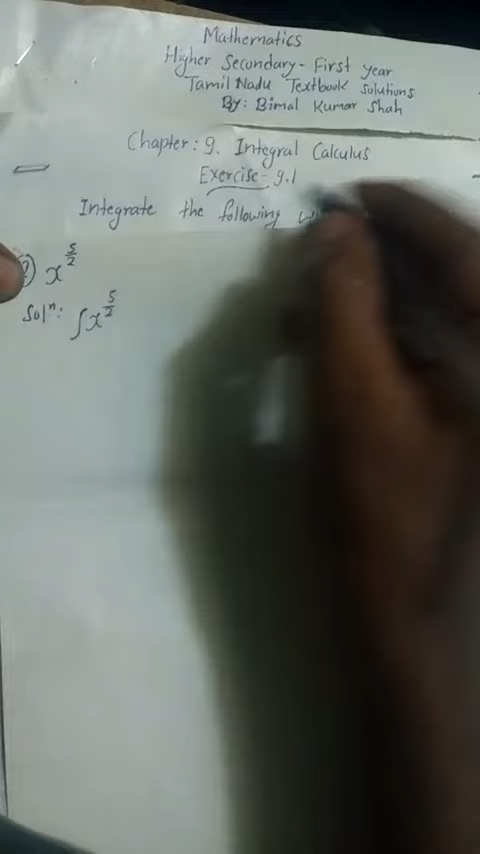 Mathematics
Higher Secondary - First Year
Tamil Nadu Textbook Solutions
By: Bimal Kumar Shah
Chapter: 9. Integral Calculus
Exercise - 9.1
Integrate the following
x^{5/2}
Solⁿ: ∫x^{5/2}